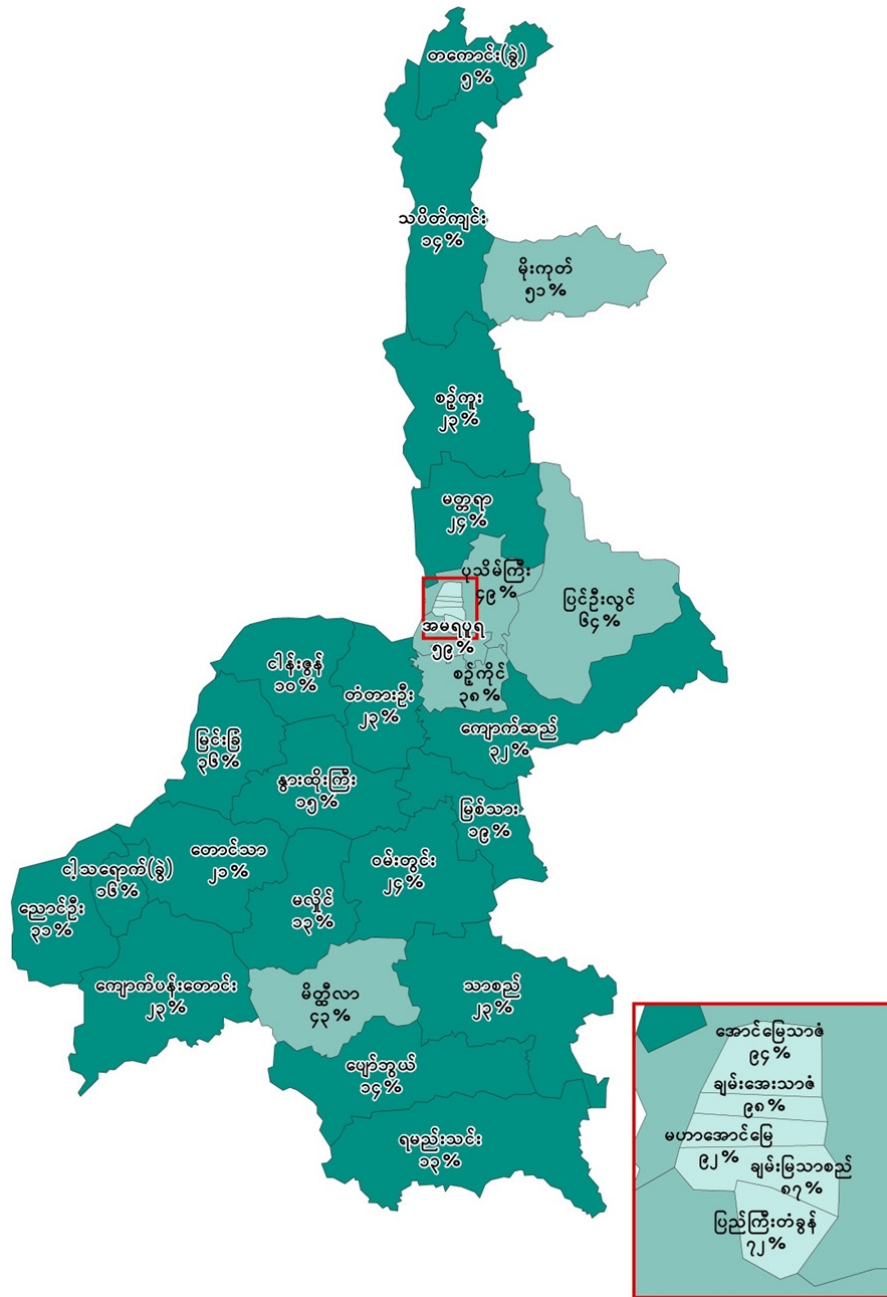 တကောင်း(ခွဲ)
၅%
သပိတ်ကျင်း
၁၄%
မိုးကုတ်
၅၁%
စဉ့်ကူး
၂၃%
မတ္တရာ
၂၄%
ပုသိမ်ကြီး
၄၉%
ပြင်ဦးလွင်
၆၄%
အမရပူရ
၅၉%
စဉ့်ကိုင်
၃၈%
ငါန်းဇွန်
၁၀%
တံတားဦး
၂၃%
ကျောက်ဆည်
၃၂%
မြင်းခြံ
၃၆%
နွားထိုးကြီး
၁၅%
မြစ်သား
၁၉%
တောင်သာ
၂၁%
ဝမ်းတွင်း
၂၄%
ငါ့သရောက်(ခွဲ)
၁၆%
မလှိုင်
၁၃%
ညောင်ဦး
၃၁%
ကျောက်ပန်းတောင်း
၂၃%
မိတ္ထီလာ
၄၃%
သာစည်
၂၃%
ပျော်ဘွယ်
၁၄%
ရမည်းသင်း
၁၃%
အောင်မြေသာဇံ
၉၄%
ချမ်းအေးသာဇံ
၉၈%
မဟာအောင်မြေ
၉၂%
ချမ်းမြသာစည်
၈၇%
ပြည်ကြီးတံခွန်
၇၂%